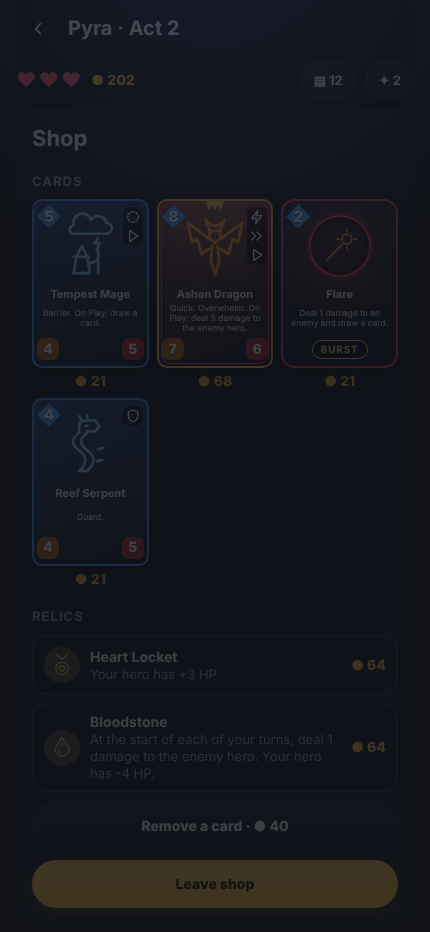 Pyra · Act 2
202
12
2
Shop
CARDS
5
Tempest Mage
Barrier. On Play: draw a
card.
4
5
21
8
Ashen Dragon
Quick. Overwhelm. On
Play: deal 5 damage to
the enemy hero.
7
6
68
2
Flare
Deal 1 damage to an
enemy and draw a card.
BURST
21
4
Reef Serpent
Guard.
4
5
21
RELICS
Heart Locket
Your hero has +3 HP.
64
Bloodstone
At the start of each of your turns, deal 1
damage to the enemy hero. Your hero
has -4 HP.
64
Remove a card · 40
Leave shop